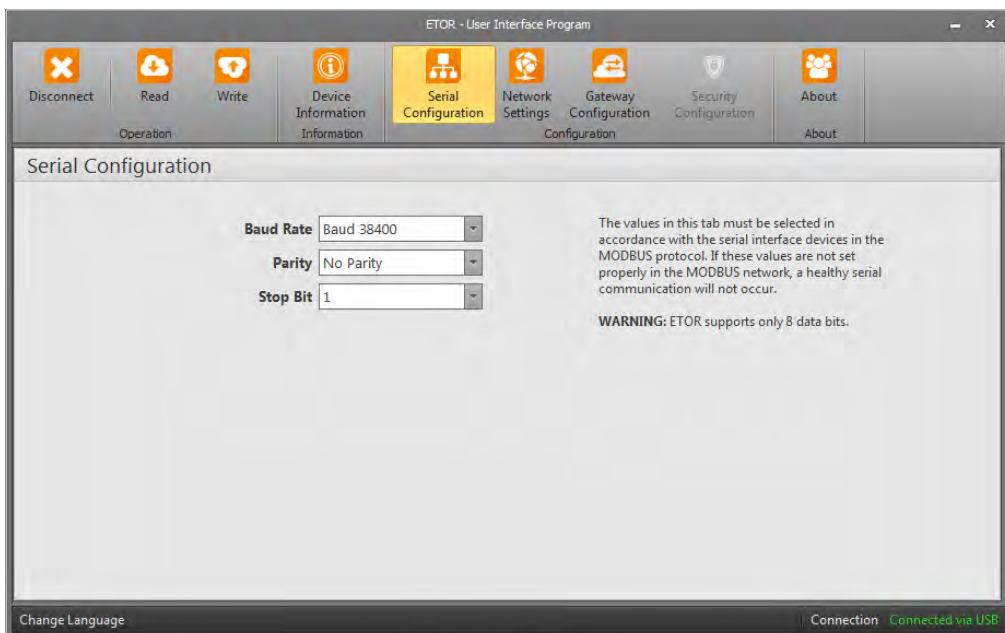 ETOR - User Interface Program
Disconnect
Read
Write
Device
Information
Serial
Configuration
Network
Settings
Gateway
Configuration
Security
Configuration
About
Operation
Information
Configuration
About
Serial Configuration
Baud Rate Baud 38400
Parity No Parity
Stop Bit 1
The values in this tab must be selected in
accordance with the serial interface devices in the
MODBUS protocol. If these values are not set
properly in the MODBUS network, a healthy serial
communication will not occur.
WARNING: ETOR supports only 8 data bits.
Change Language
Connection Connected via USB